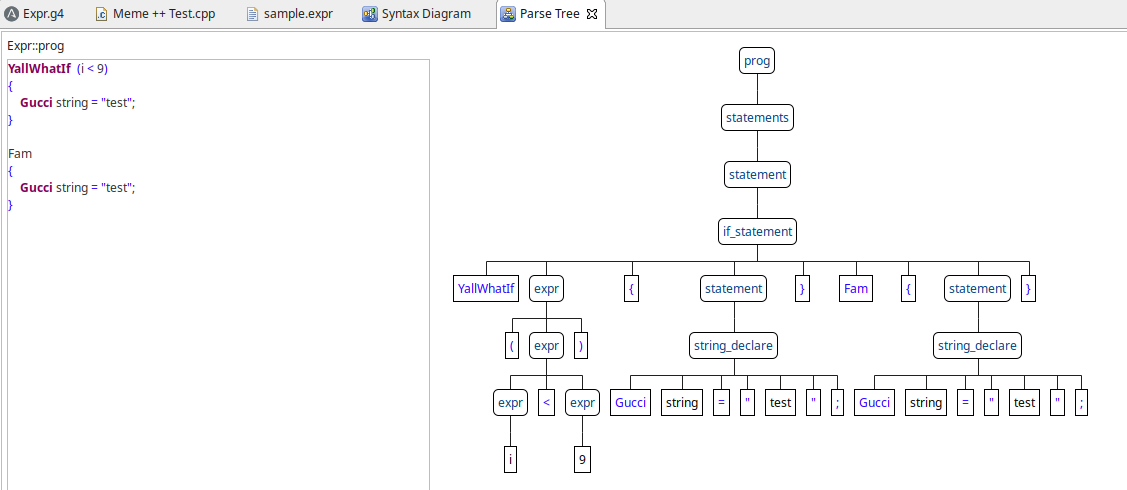 Expr.g4 Meme ++ Test.cpp sample.expr Syntax Diagram Parse Tree
Expr::prog
YallWhatIf (i < 9)
{
Gucci string = "test";
}
Fam
{
Gucci string = "test";
}
prog
statements
statement
if_statement
YallWhatIf expr { statement } Fam { statement }
( expr ) string_declare string_declare
expr < expr Gucci string = " test " ; Gucci string = " test " ;
i 9